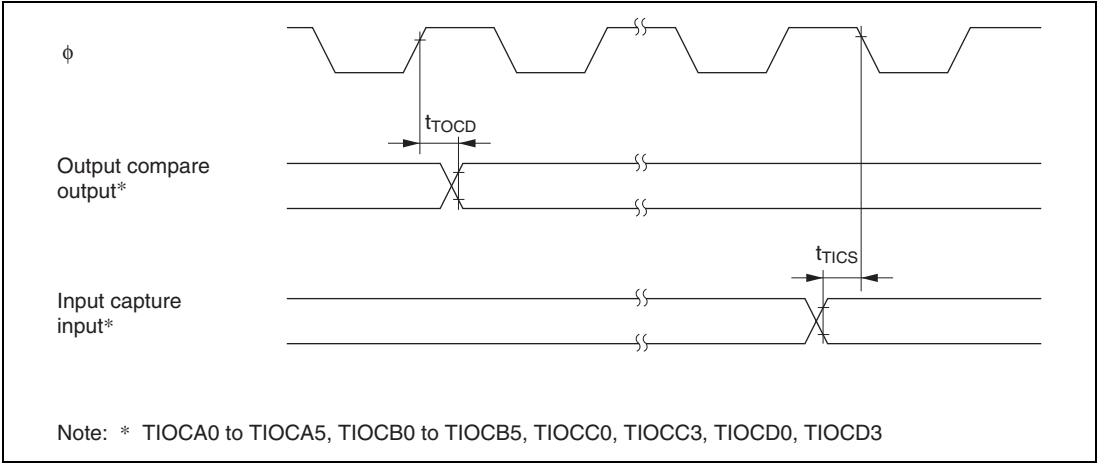 ϕ
tTOCD
Output compare
output*
tTICS
Input capture
input*
Note: * TIOCA0 to TIOCA5, TIOCB0 to TIOCB5, TIOCC0, TIOCC3, TIOCD0, TIOCD3